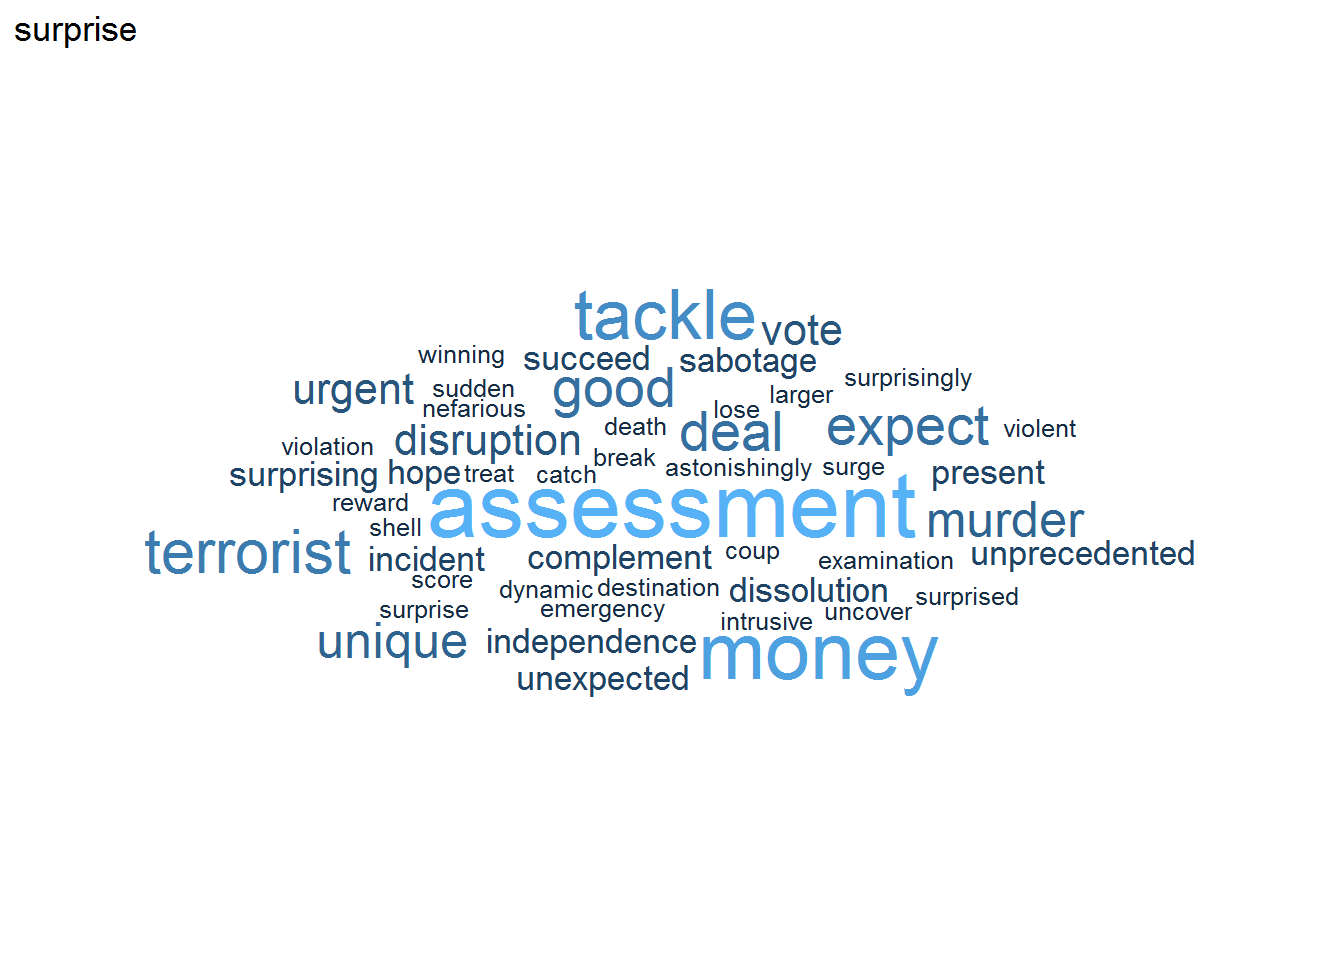 surprise
tackle vote
winning succeed sabotage
urgent sudden good larger surprisingly
nefarious lose
violation disruption death deal expect violent
surprising hope treat catch break astonishingly surge present
reward assessment murder
shell
terrorist incident complement coup examination unprecedented
score dynamic destination dissolution surprised
surprise emergency intrusive uncover
unique independence money
unexpected